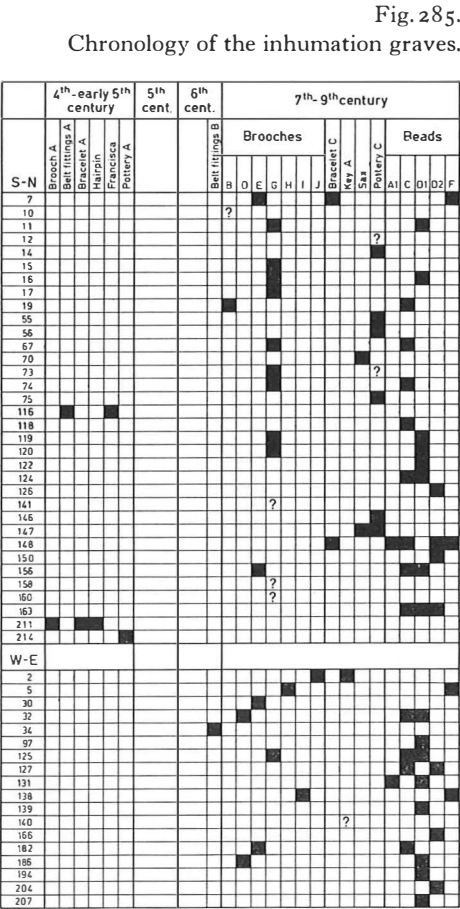 Fig. 285.
Chronology of the inhumation graves.
4th-early 5th century
5th cent.
6th cent.
7th-9th century
Brooches
Beads
S-N
Brooch A
Belt fittings A
Bracelet A
Hairpin
Francisca
Pottery A
Belt fittings B
B O E G H I J
Bracelet C
Key A
Sax
Pottery C
A1 C D1 D2 F
7
10 ?
11
12 ?
14
15
16
17
19
55
56
67
70
73 ?
74
75
116
118
119
120
122
124
126
141 ?
146
147
148
150
156
158 ?
160 ?
163
211
214
W-E
2
5
30
32
34
97
125
127
131
138
139
140 ?
166
182
186
194
204
207